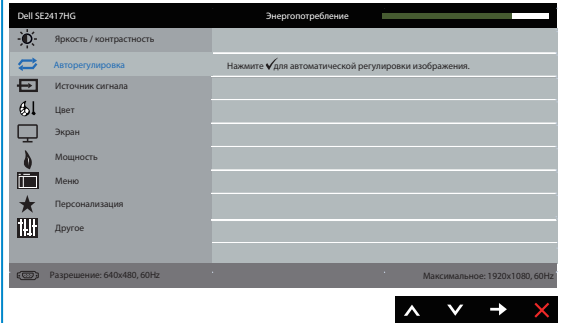 Dell SE2417HG Энергопотребление
Яркость / контрастность
Авторегулировка
Нажмите ✓для автоматической регулировки изображения.
Источник сигнала
Цвет
Экран
Мощность
Меню
Персонализация
Другое
Разрешение: 640x480, 60Hz Максимальное: 1920x1080, 60Hz